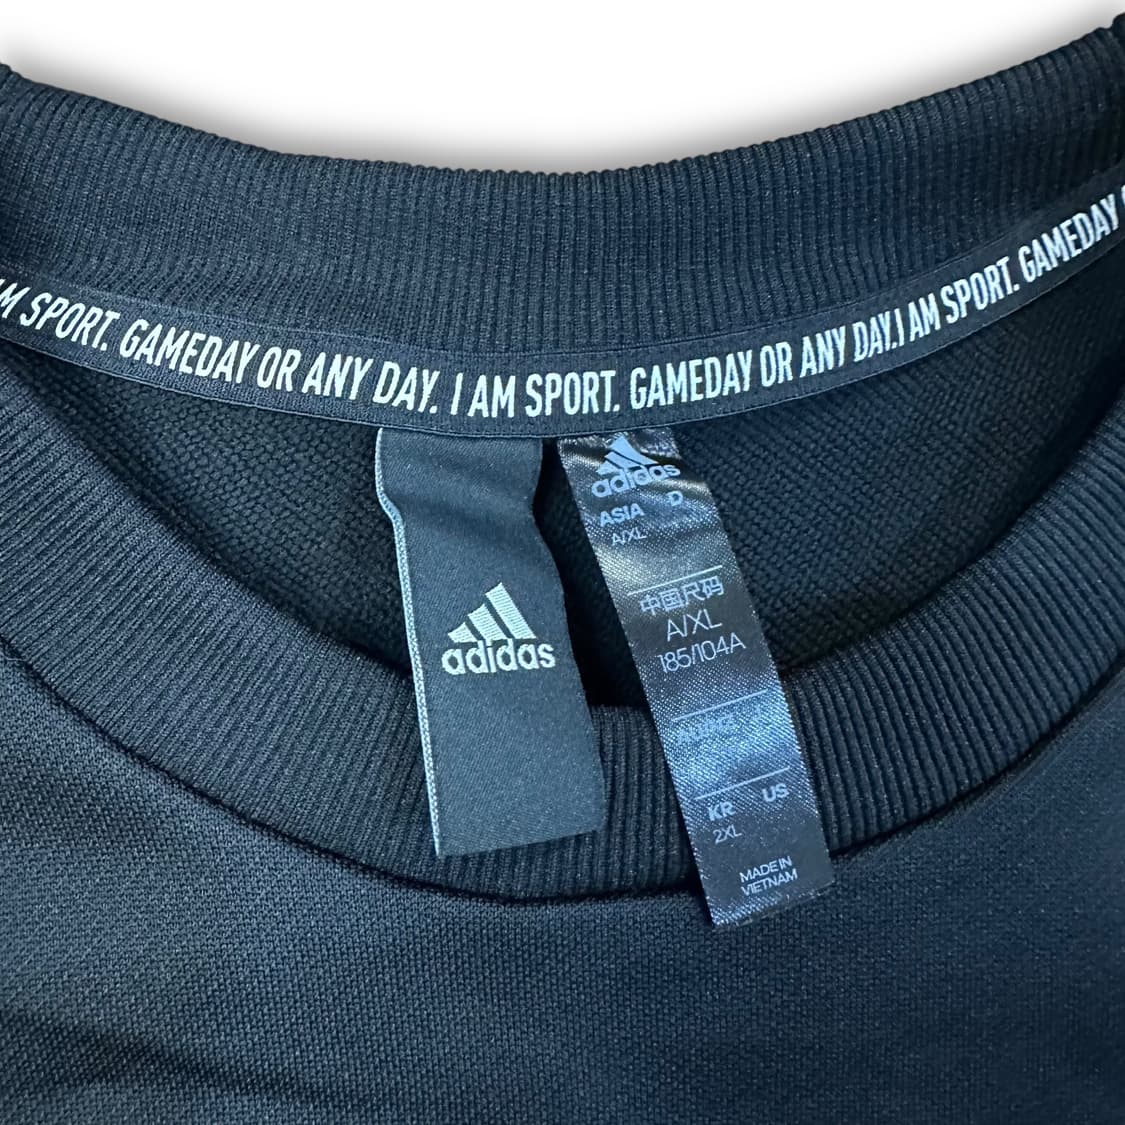 M SPORT. GAMEDAY OR ANY DAY. I AM SPORT. GAMEDAY OR ANY DAY. I AM SPORT. GAMEDAY
adidas
adidas
ASIA D
A/XL
中国尺码
A/XL
185/104A
KR US
2XL
MADE IN
VIETNAM